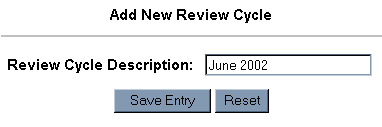 Add New Review Cycle
Review Cycle Description: June 2002
Save Entry Reset